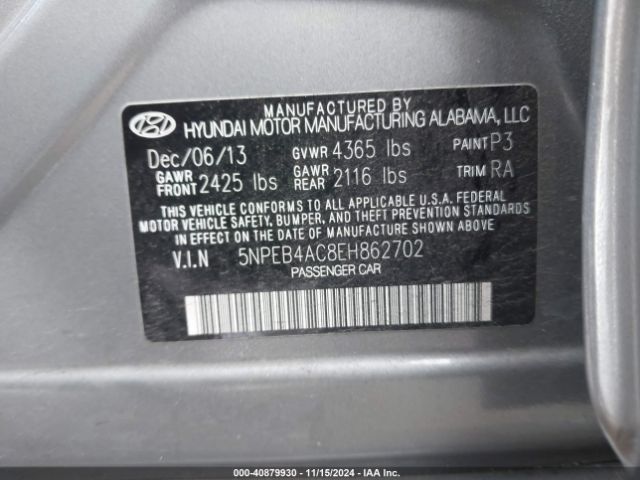 MANUFACTURED BY
HYUNDAI MOTOR MANUFACTURING ALABAMA, LLC
Dec/06/13 GVWR 4365 lbs PAINT P3
GAWR FRONT 2425 lbs GAWR REAR 2116 lbs TRIM RA
THIS VEHICLE CONFORMS TO ALL APPLICABLE U.S.A. FEDERAL
MOTOR VEHICLE SAFETY, BUMPER, AND THEFT PREVENTION
STANDARDS IN EFFECT ON THE DATE OF MANUFACTURE SHOWN ABOVE
V.I.N 5NPEB4AC8EH862702
PASSENGER CAR
000-40879930 - 11/15/2024 - IAA Inc.